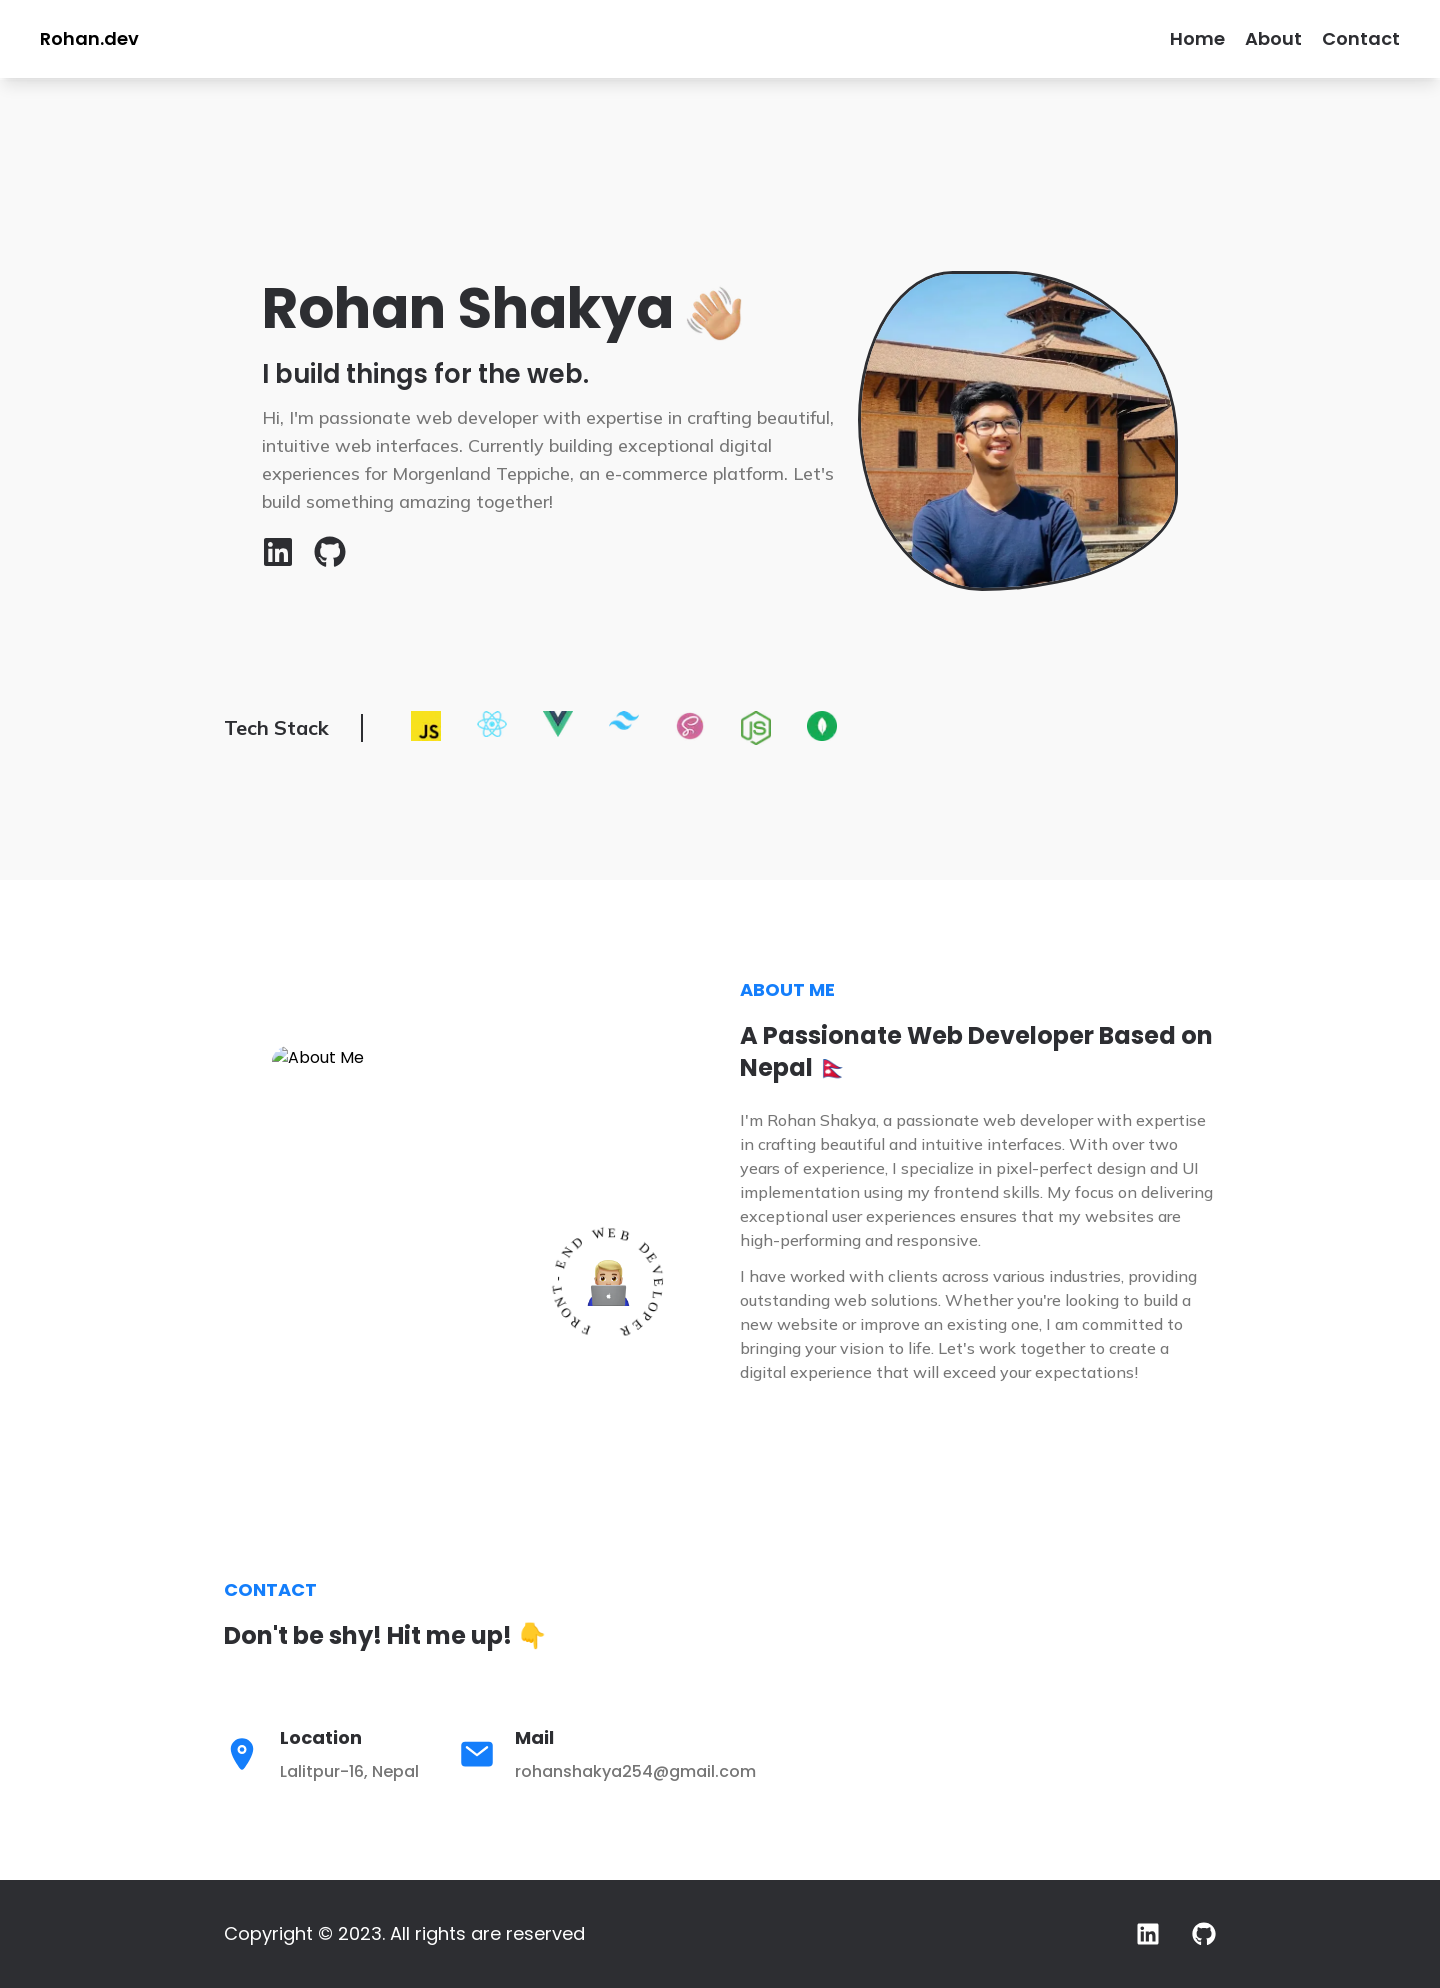 Rohan.dev
Home About Contact
Rohan Shakya 👋🏼
I build things for the web.
Hi, I'm passionate web developer with expertise in crafting beautiful,
intuitive web interfaces. Currently building exceptional digital
experiences for Morgenland Teppiche, an e-commerce platform. Let's
build something amazing together!
in
Tech Stack
JS
JS
About Me
FRONT-END WEB DEVELOPER
ABOUT ME
A Passionate Web Developer Based on
Nepal 🇳🇵
I'm Rohan Shakya, a passionate web developer with expertise
in crafting beautiful and intuitive interfaces. With over two
years of experience, I specialize in pixel-perfect design and UI
implementation using my frontend skills. My focus on delivering
exceptional user experiences ensures that my websites are
high-performing and responsive.
I have worked with clients across various industries, providing
outstanding web solutions. Whether you're looking to build a
new website or improve an existing one, I am committed to
bringing your vision to life. Let's work together to create a
digital experience that will exceed your expectations!
CONTACT
Don't be shy! Hit me up! 👇
Location
Lalitpur-16, Nepal
Mail
rohanshakya254@gmail.com
Copyright © 2023. All rights are reserved
in